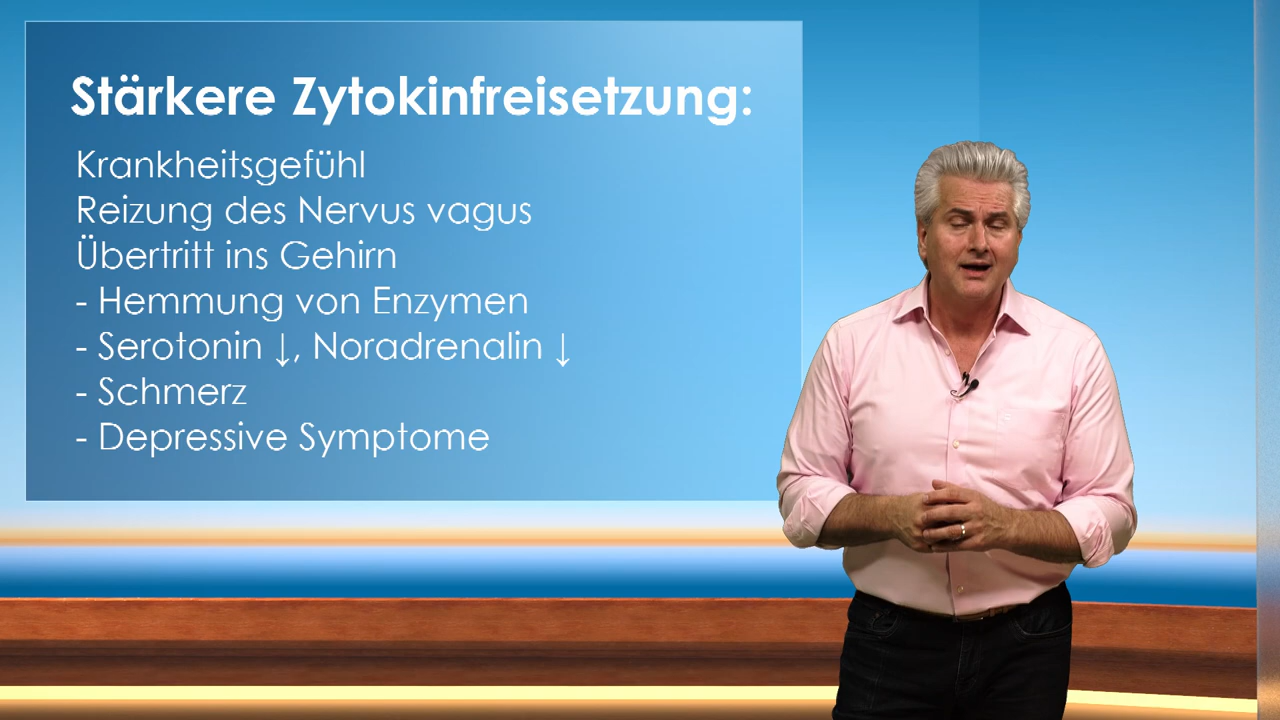 Stärkere Zytokinfreisetzung:
Krankheitsgefühl
Reizung des Nervus vagus
Übertritt ins Gehirn
- Hemmung von Enzymen
- Serotonin ↓, Noradrenalin ↓
- Schmerz
- Depressive Symptome